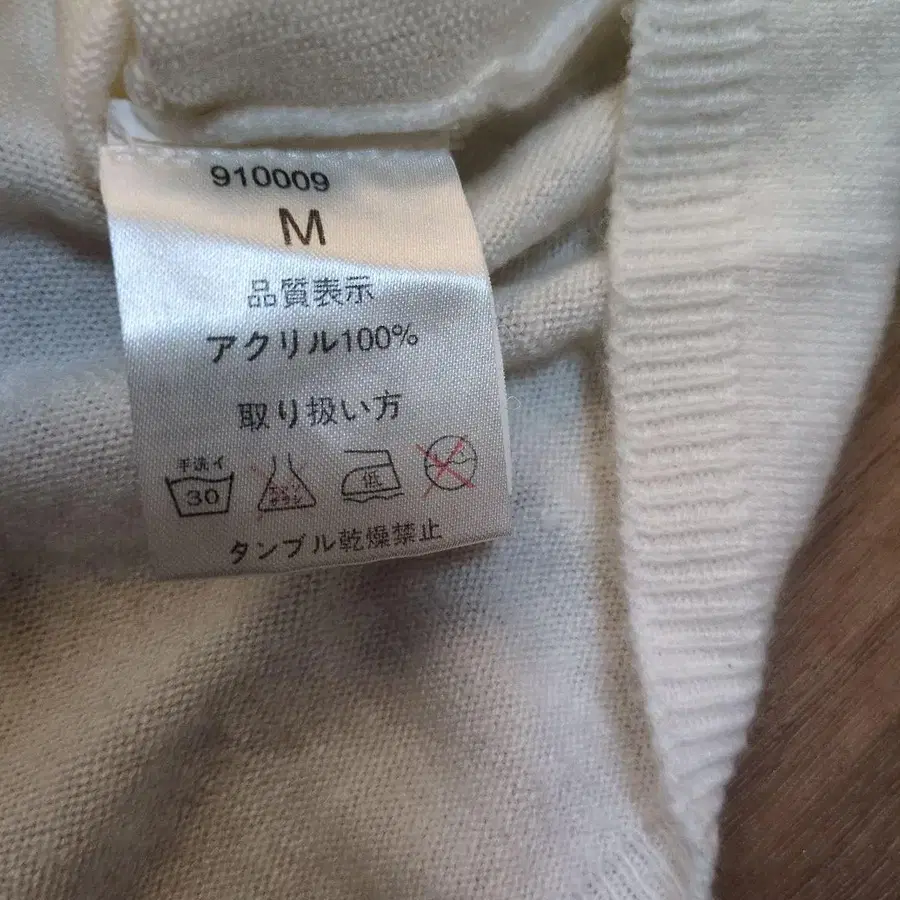 910009
M
品質表示
アクリル100%
取り扱い方
手洗イ
30
低
タンブル乾燥禁止